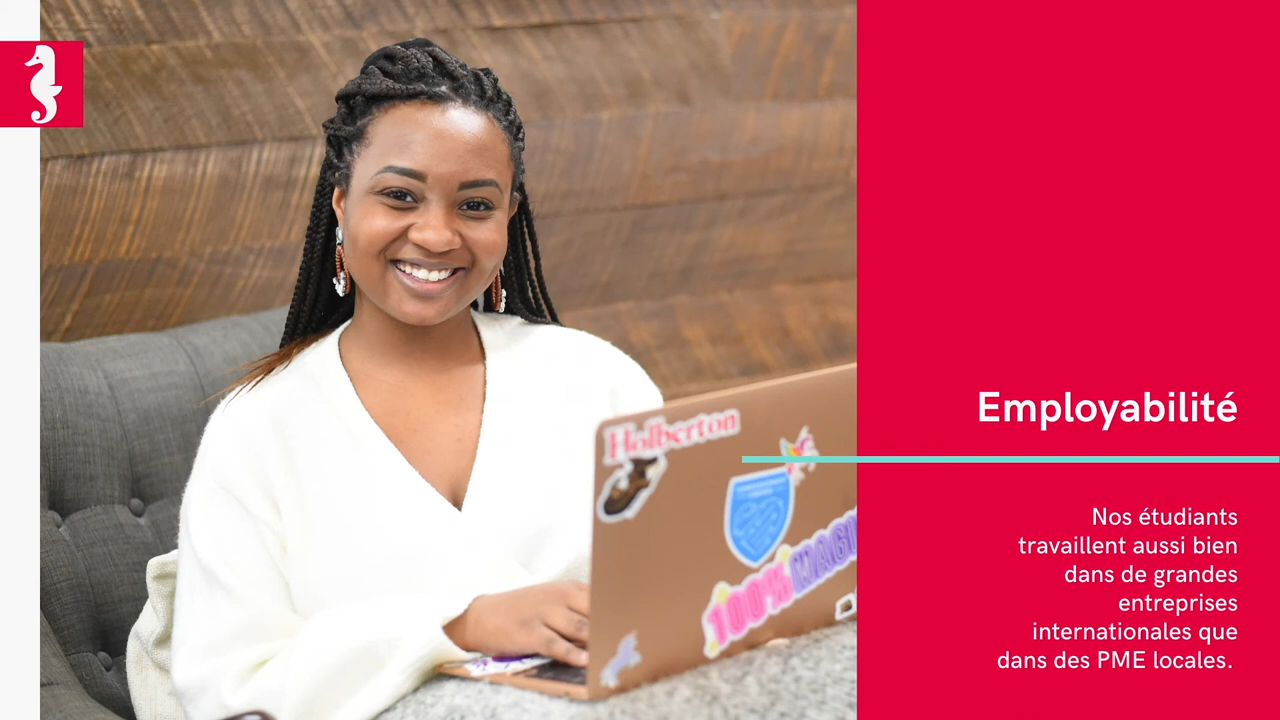 Employabilité
Nos étudiants
travaillent aussi bien
dans de grandes
entreprises
internationales que
dans des PME locales.
Holberton
100% MAGI